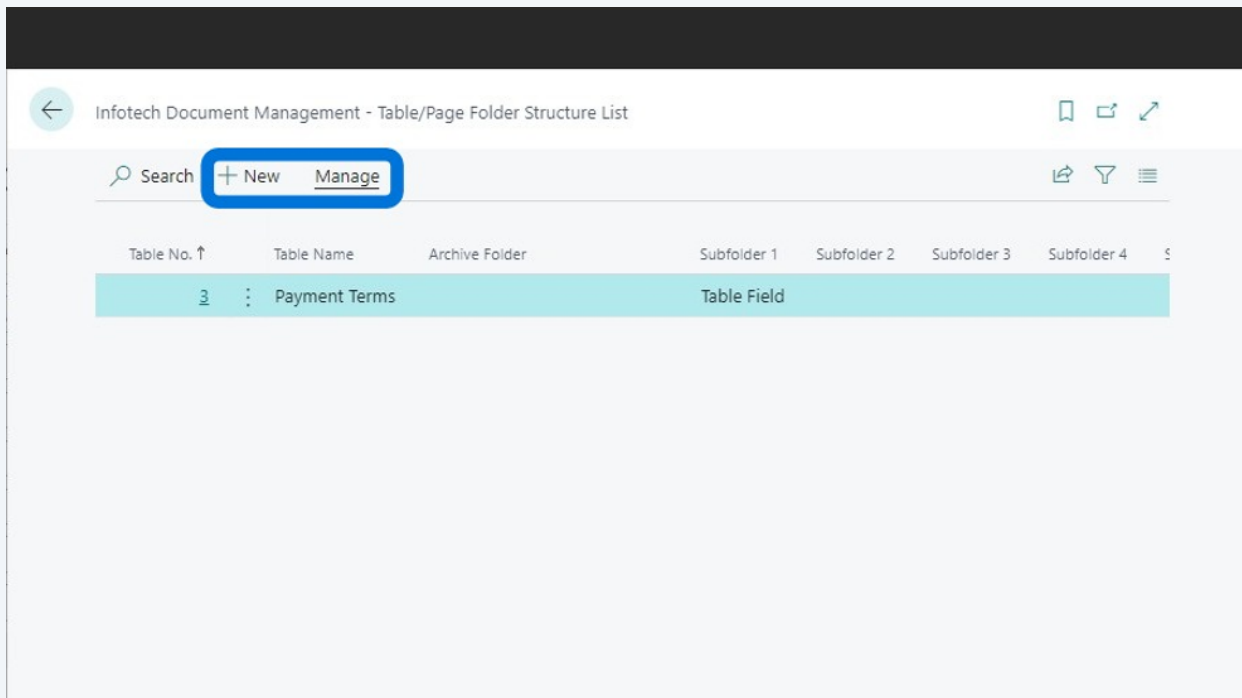 Infotech Document Management - Table/Page Folder Structure List
Search New Manage
Table No. Table Name Archive Folder Subfolder 1 Subfolder 2 Subfolder 3 Subfolder 4 S
3 Payment Terms Table Field